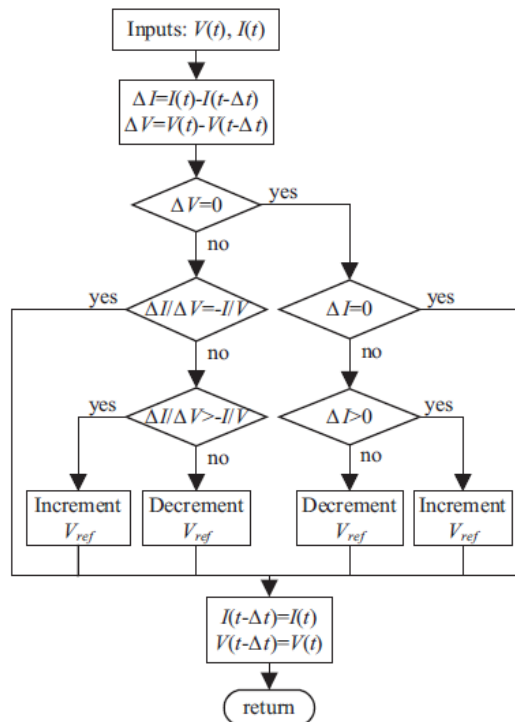 Inputs: V(t), I(t)
ΔI=I(t)-I(t-Δt)
ΔV=V(t)-V(t-Δt)
ΔV=0
yes
no
yes
ΔI/ΔV=-I/V
ΔI=0
yes
no
no
yes
ΔI/ΔV>-I/V
ΔI>0
yes
no
no
Increment
Vref
Decrement
Vref
Decrement
Vref
Increment
Vref
I(t-Δt)=I(t)
V(t-Δt)=V(t)
return